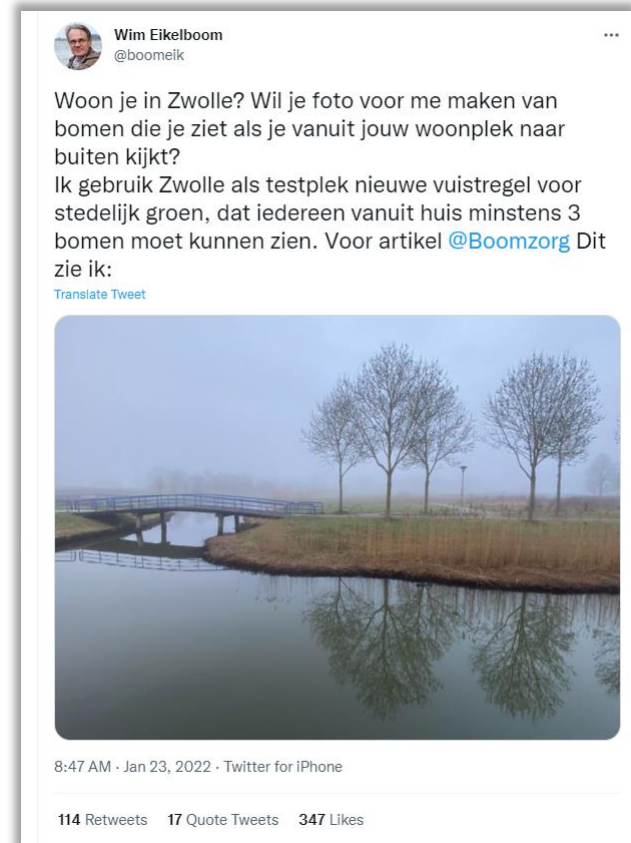 Wim Eikelboom
@boomeik
Woon je in Zwolle? Wil je foto voor me maken van
bomen die je ziet als je vanuit jouw woonplek naar
buiten kijkt?
Ik gebruik Zwolle als testplek nieuwe vuistregel voor
stedelijk groen, dat iedereen vanuit huis minstens 3
bomen moet kunnen zien. Voor artikel @Boomzorg Dit
zie ik:
Translate Tweet
8:47 AM · Jan 23, 2022 · Twitter for iPhone
114 Retweets 17 Quote Tweets 347 Likes